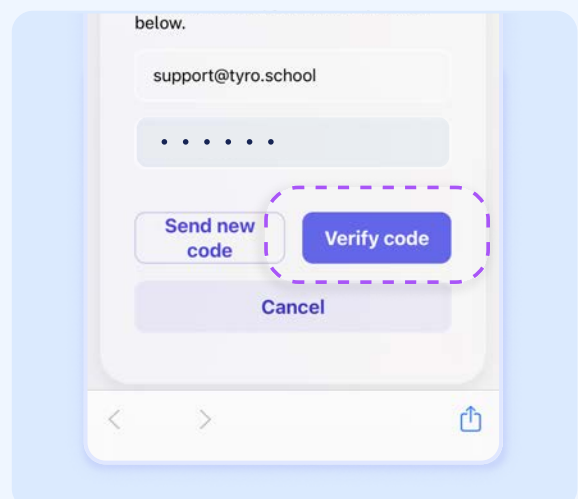 below.
support@tyro.school
Send new
code
Verify code
Cancel